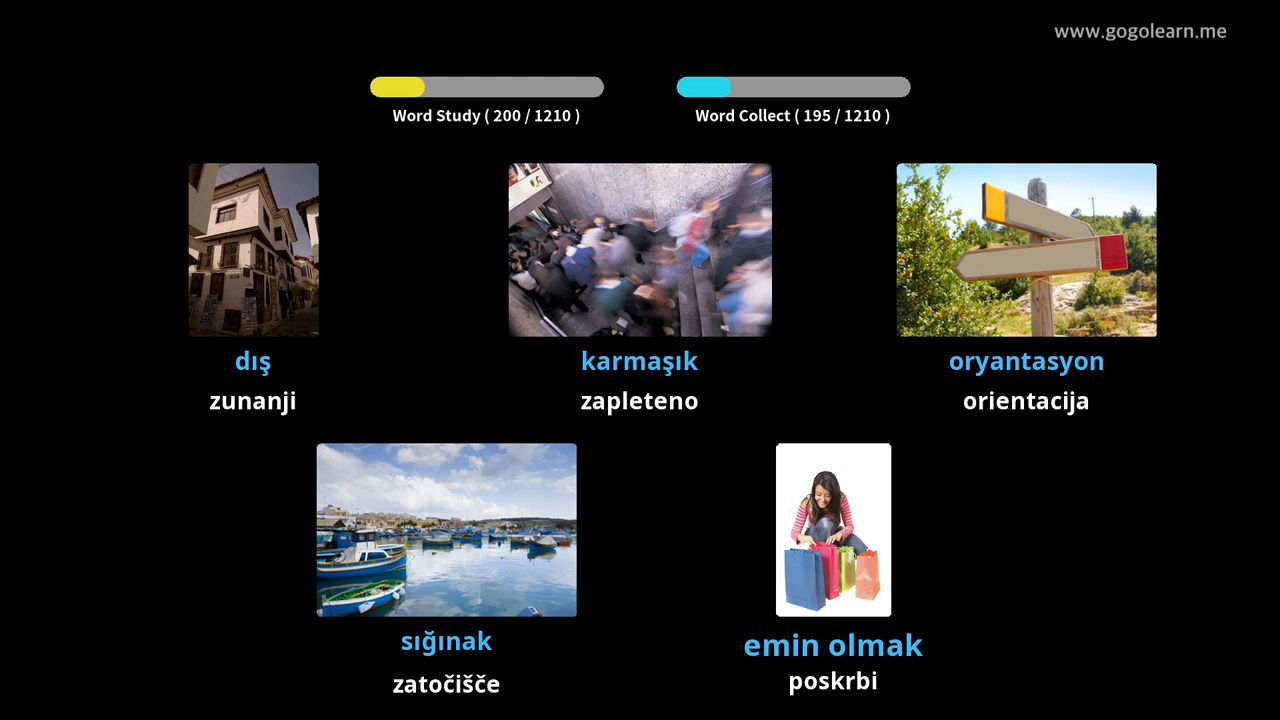 www.gogolearn.me
Word Study ( 200 / 1210 )
Word Collect ( 195 / 1210 )
dış
karmaşık
oryantasyon
zunanji
zapleteno
orientacija
sığınak
emin olmak
zatočišče
poskrbi